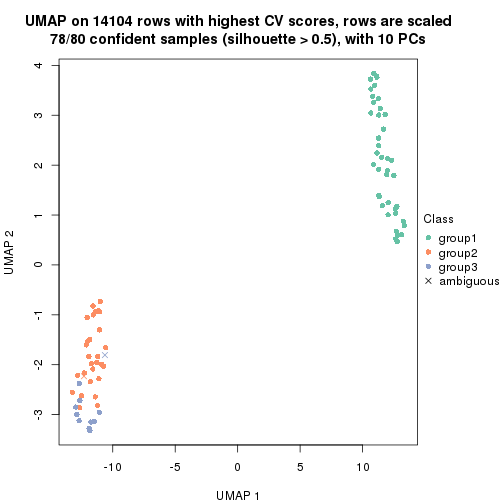 UMAP on 14104 rows with highest CV scores, rows are scaled
78/80 confident samples (silhouette > 0.5), with 10 PCs
4
3
2
1
0
-1
-2
-3
UMAP 2
-10
-5
0
5
10
UMAP 1
Class
group1
group2
group3
ambiguous